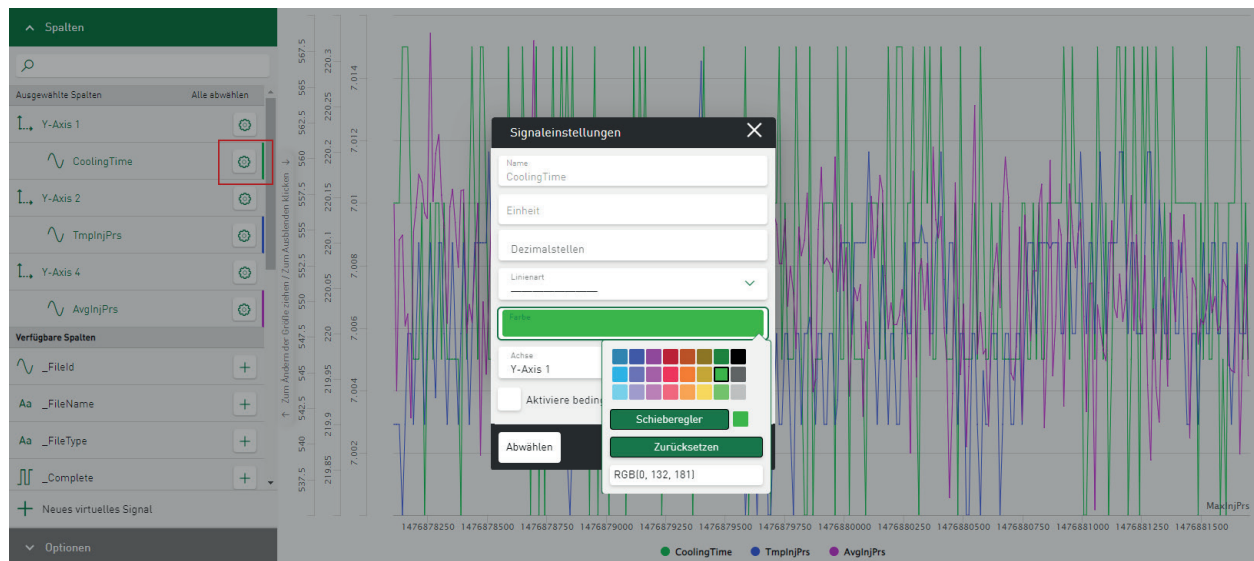 Spalten
Ausgewählte Spalten
Alle abwählen
Y-Axis 1
CoolingTime
Y-Axis 2
TmpInjPrs
Y-Axis 4
AvgInjPrs
Verfügbare Spalten
_FileId
Aa _FileName
Aa _FileType
_Complete
Neues virtuelles Signal
Optionen
↑ Zum Ändern der Größe ziehen / Zum Ausblenden klicken ↓
567.5
565
562.5
560
557.5
555
552.5
550
547.5
545
542.5
540
537.5
220.3
220.25
220.2
220.15
220.1
220.05
220
219.95
219.9
219.85
7.014
7.012
7.01
7.008
7.006
7.004
7.002
Signaleinstellungen
Name
CoolingTime
Einheit
Dezimalstellen
Linienart
Farbe
Achse
Y-Axis 1
Aktiviere beding
Abwählen
Schieberegler
Zurücksetzen
RGB(0, 132, 181)
MaxInjPrs
1476878250 1476878500 1476878750 1476879000 1476879250 1476879500 1476879750 1476880000 1476880250 1476880500 1476880750 1476881000 1476881250 1476881500
CoolingTime TmpInjPrs AvgInjPrs